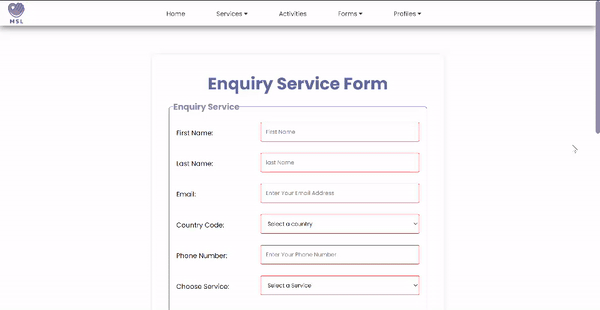 MSL
Home Services Activities Forms Profiles
Enquiry Service Form
Enquiry Service
First Name: First Name
Last Name: last Name
Email: Enter Your Email Address
Country Code: Select a country
Phone Number: Enter Your Phone Number
Choose Service: Select a Service